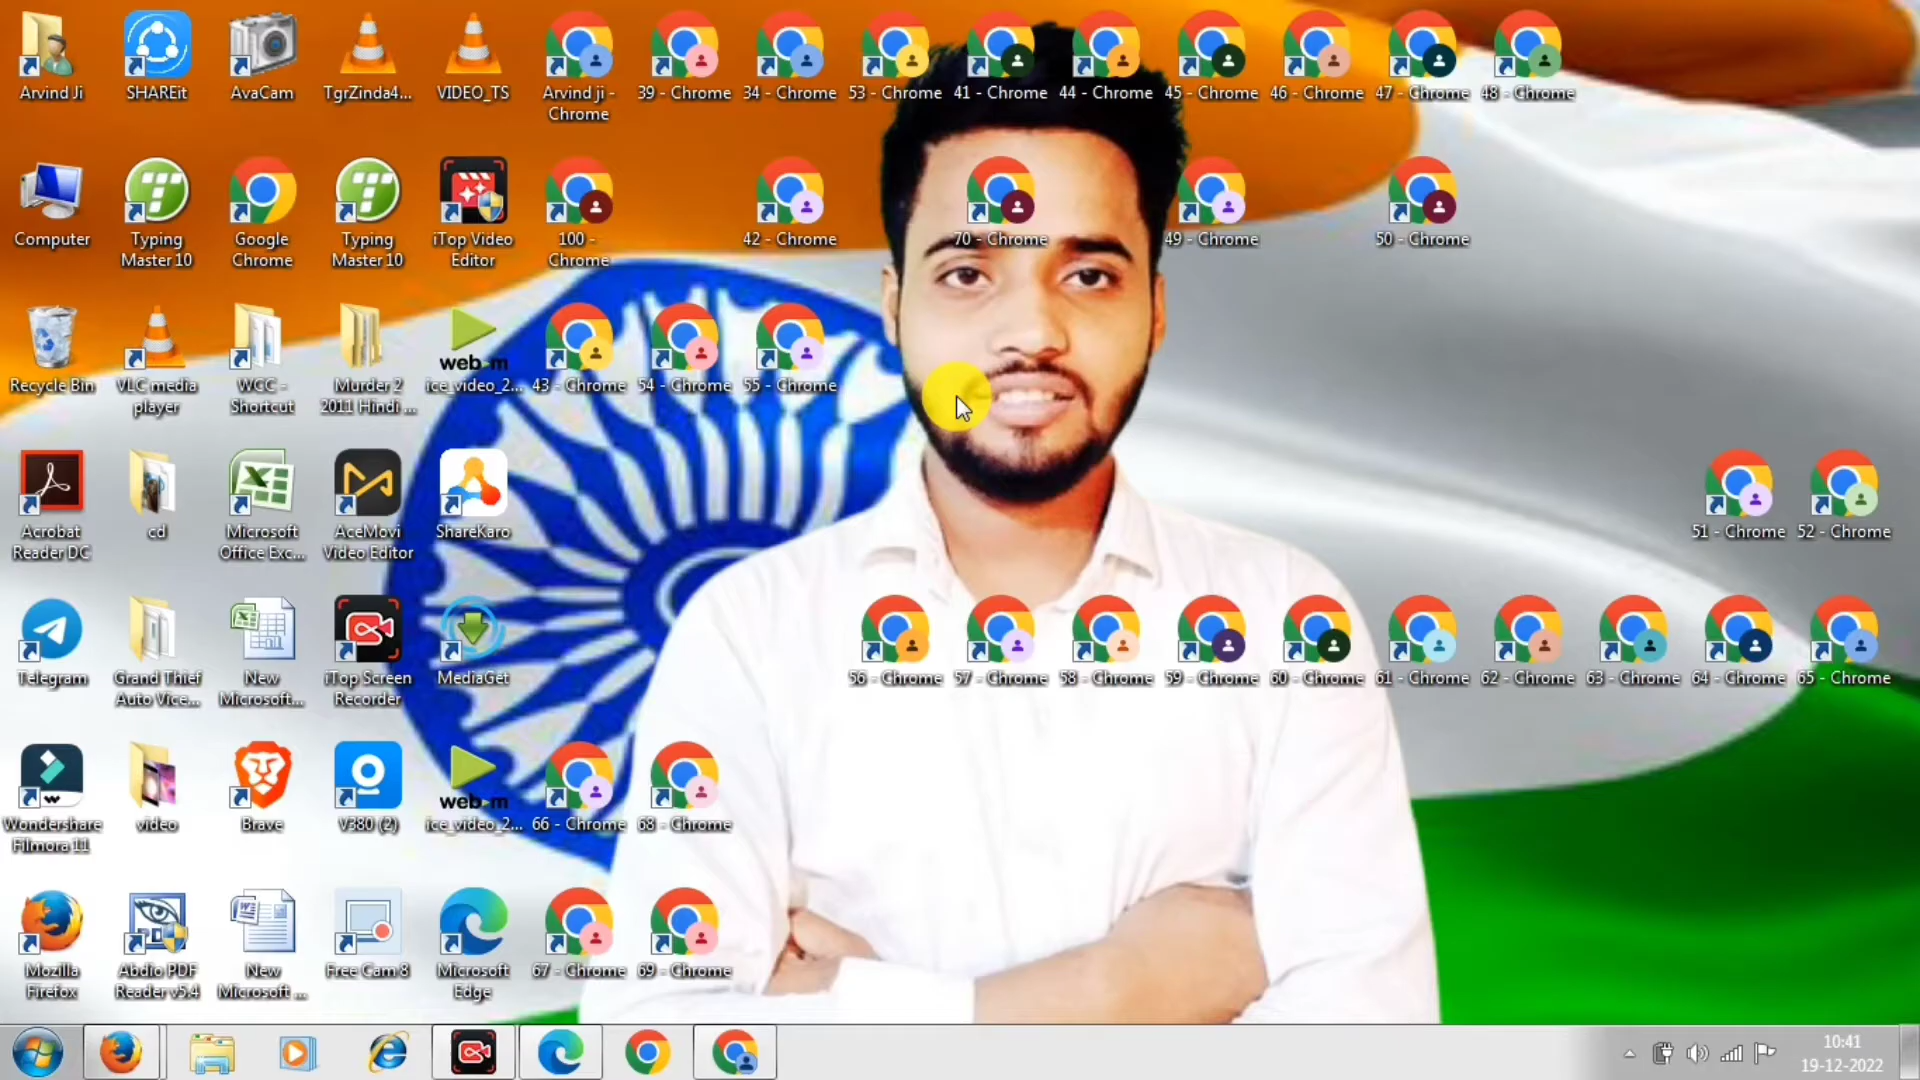 Arvind Ji
SHAREit
AvaCam
TgrZinda4...
VIDEO_TS
Arvind ji -
Chrome
39 - Chrome
34 - Chrome
53 - Chrome
41 - Chrome
44 - Chrome
45 - Chrome
46 - Chrome
47 - Chrome
48 - Chrome
Computer
Typing
Master 10
Google
Chrome
Typing
Master 10
iTop Video
Editor
100 -
Chrome
42 - Chrome
70 - Chrome
49 - Chrome
50 - Chrome
Recycle Bin
VLC media
player
WCC -
Shortcut
Murder 2
2011 Hindi ...
web-m
ice_video_2...
43 - Chrome
54 - Chrome
55 - Chrome
Acrobat
Reader DC
cd
Microsoft
Office Exc...
AceMovi
Video Editor
ShareKaro
51 - Chrome
52 - Chrome
Telegram
Grand Thief
Auto Vice...
New
Microsoft...
iTop Screen
Recorder
MediaGet
56 - Chrome
57 - Chrome
58 - Chrome
59 - Chrome
60 - Chrome
61 - Chrome
62 - Chrome
63 - Chrome
64 - Chrome
65 - Chrome
Wondershare
Filmora 11
video
Brave
V380 (2)
web-m
ice_video_2...
66 - Chrome
68 - Chrome
Mozilla
Firefox
Abdio PDF
Reader v5.4
New
Microsoft ...
Free Cam 8
Microsoft
Edge
67 - Chrome
69 - Chrome
10:41
19-12-2022